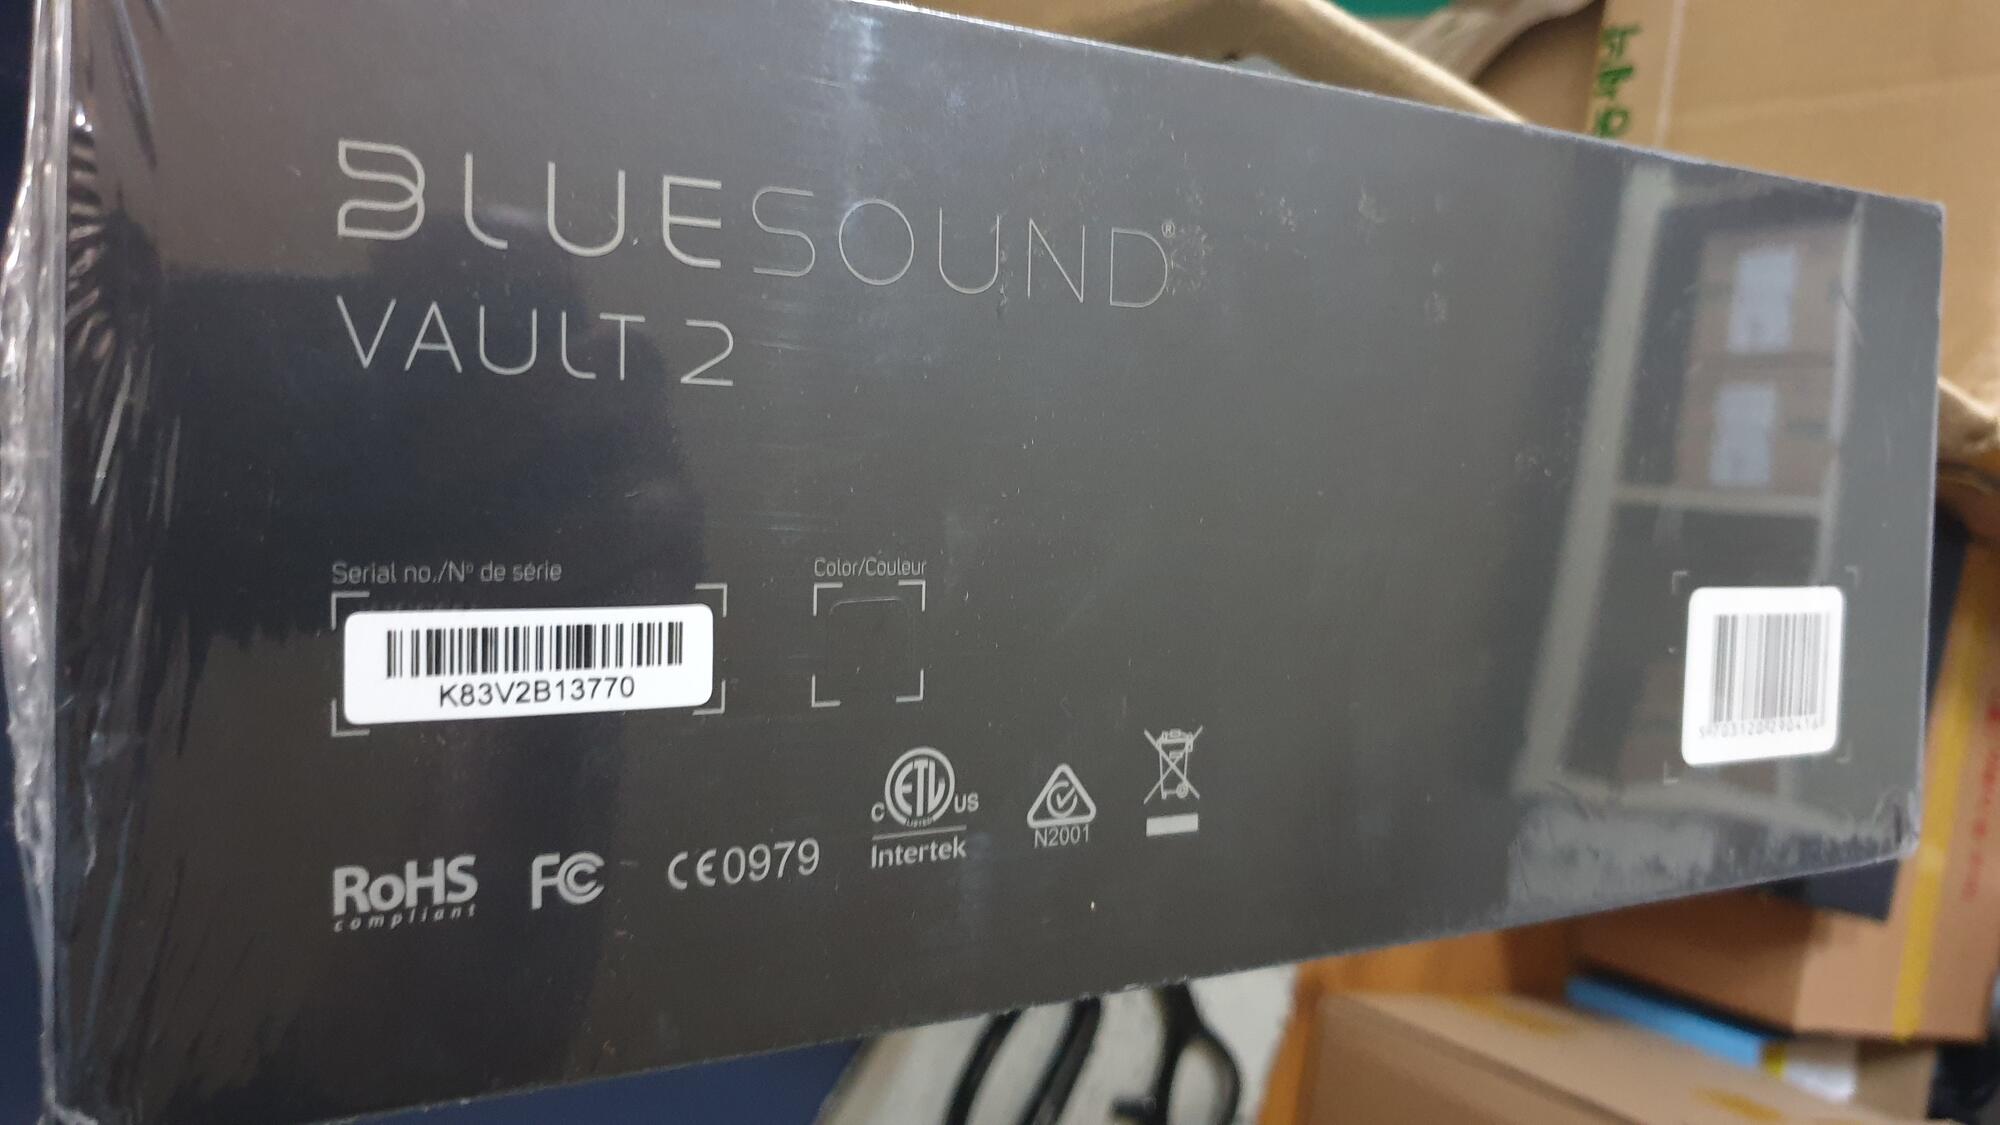 BLUESOUND®
VAULT 2
Serial no./Nº de série
Color/Couleur
K83V2B13770
RoHS
compliant
FC
CE0979
c ETL US
LISTED
Intertek
N2001